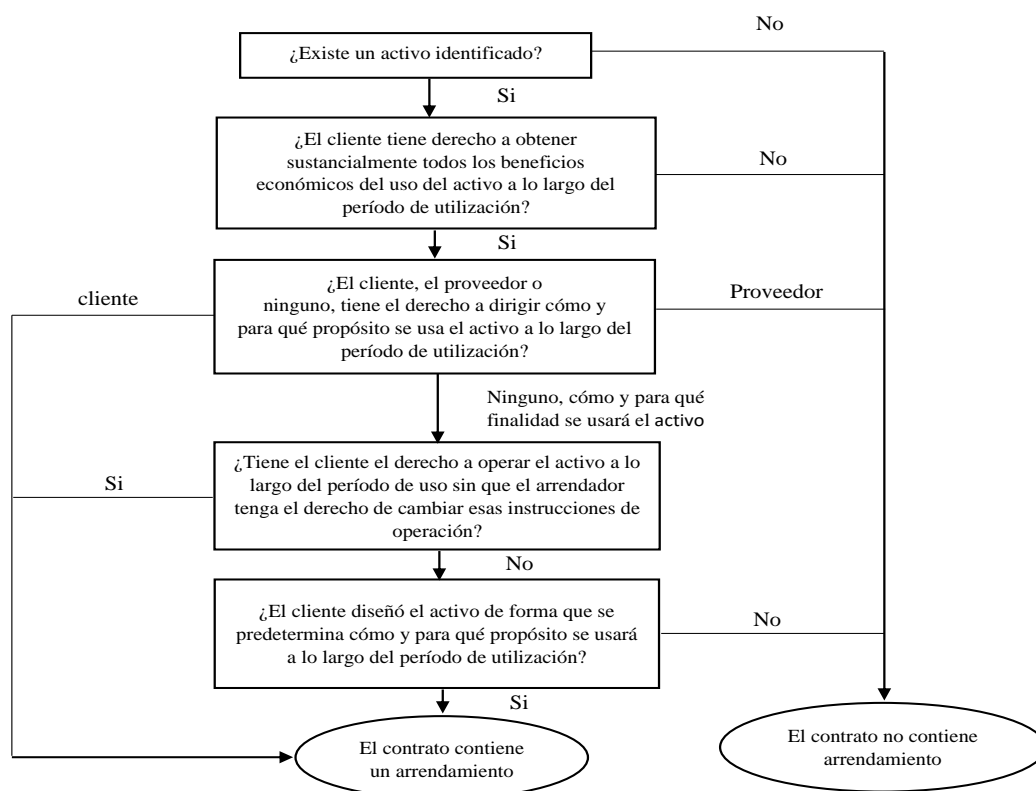 No
¿Existe un activo identificado?
Si
¿El cliente tiene derecho a obtener
sustancialmente todos los beneficios
económicos del uso del activo a lo largo del
período de utilización?
No
Si
cliente
¿El cliente, el proveedor o
ninguno, tiene el derecho a dirigir cómo y
para qué propósito se usa el activo a lo largo del
período de utilización?
Proveedor
Ninguno, cómo y para qué
finalidad se usará el activo
Si
¿Tiene el cliente el derecho a operar el activo a lo
largo del período de uso sin que el arrendador
tenga el derecho de cambiar esas instrucciones de
operación?
No
¿El cliente diseñó el activo de forma que se
predetermina cómo y para qué propósito se usará
a lo largo del período de utilización?
No
Si
El contrato contiene
un arrendamiento
El contrato no contiene
arrendamiento